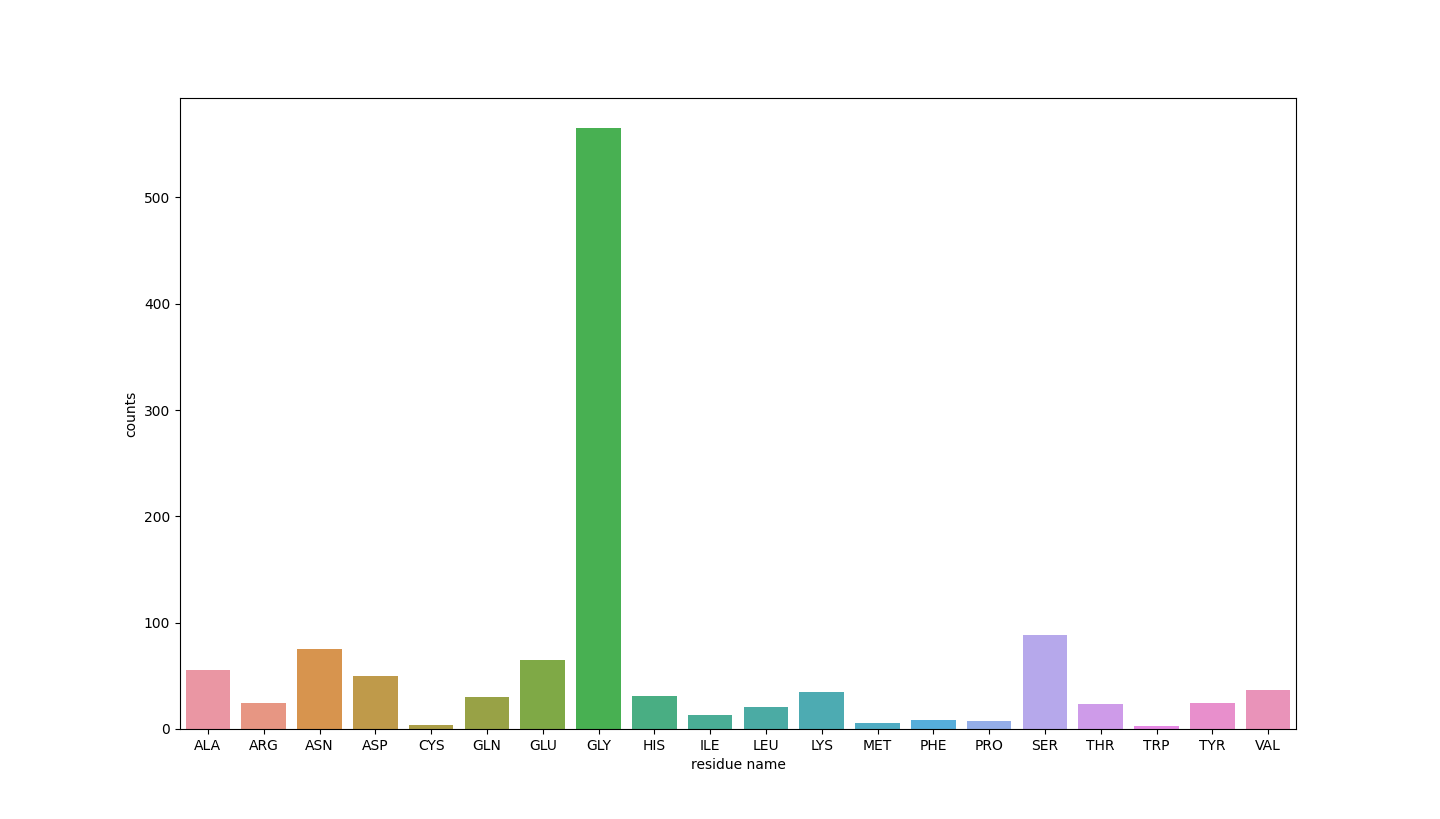 500
400
300
200
100
0
counts
ALA ARG ASN ASP CYS GLN GLU GLY HIS ILE LEU LYS MET PHE PRO SER THR TRP TYR VAL
residue name